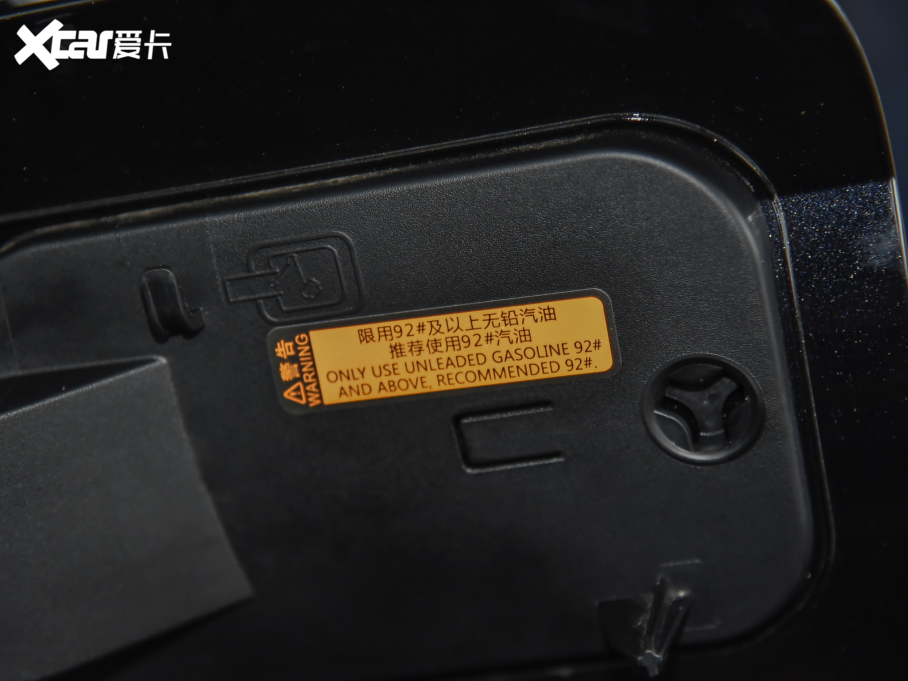 Xcar爱卡
警告
WARNING
限用92#及以上无铅汽油
推荐使用92#汽油
ONLY USE UNLEADED GASOLINE 92#
AND ABOVE, RECOMMENDED 92#.